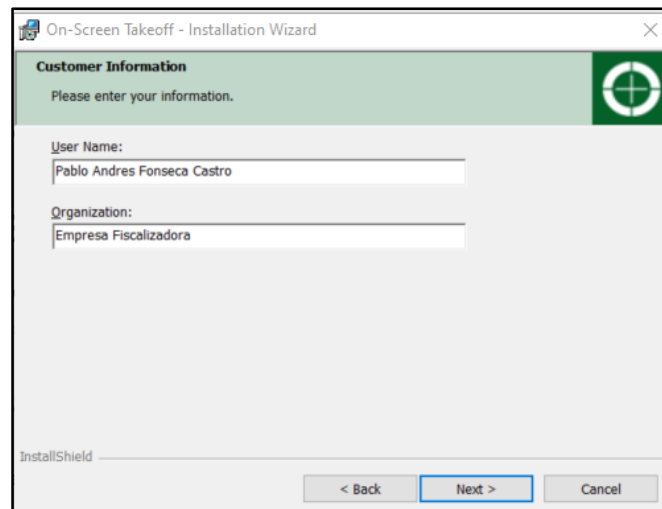 On-Screen Takeoff - Installation Wizard
Customer Information
Please enter your information.
User Name:
Pablo Andres Fonseca Castro
Organization:
Empresa Fiscalizadora
InstallShield
< Back Next > Cancel